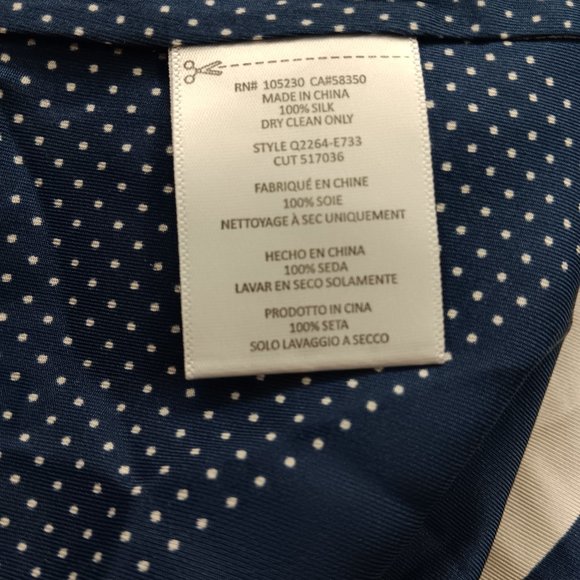 RN# 105230 CA#58350
MADE IN CHINA
100% SILK
DRY CLEAN ONLY
STYLE Q2264-E733
CUT 517036
FABRIQUÉ EN CHINE
100% SOIE
NETTOYAGE À SEC UNIQUEMENT
HECHO EN CHINA
100% SEDA
LAVAR EN SECO SOLAMENTE
PRODOTTO IN CINA
100% SETA
SOLO LAVAGGIO A SECCO